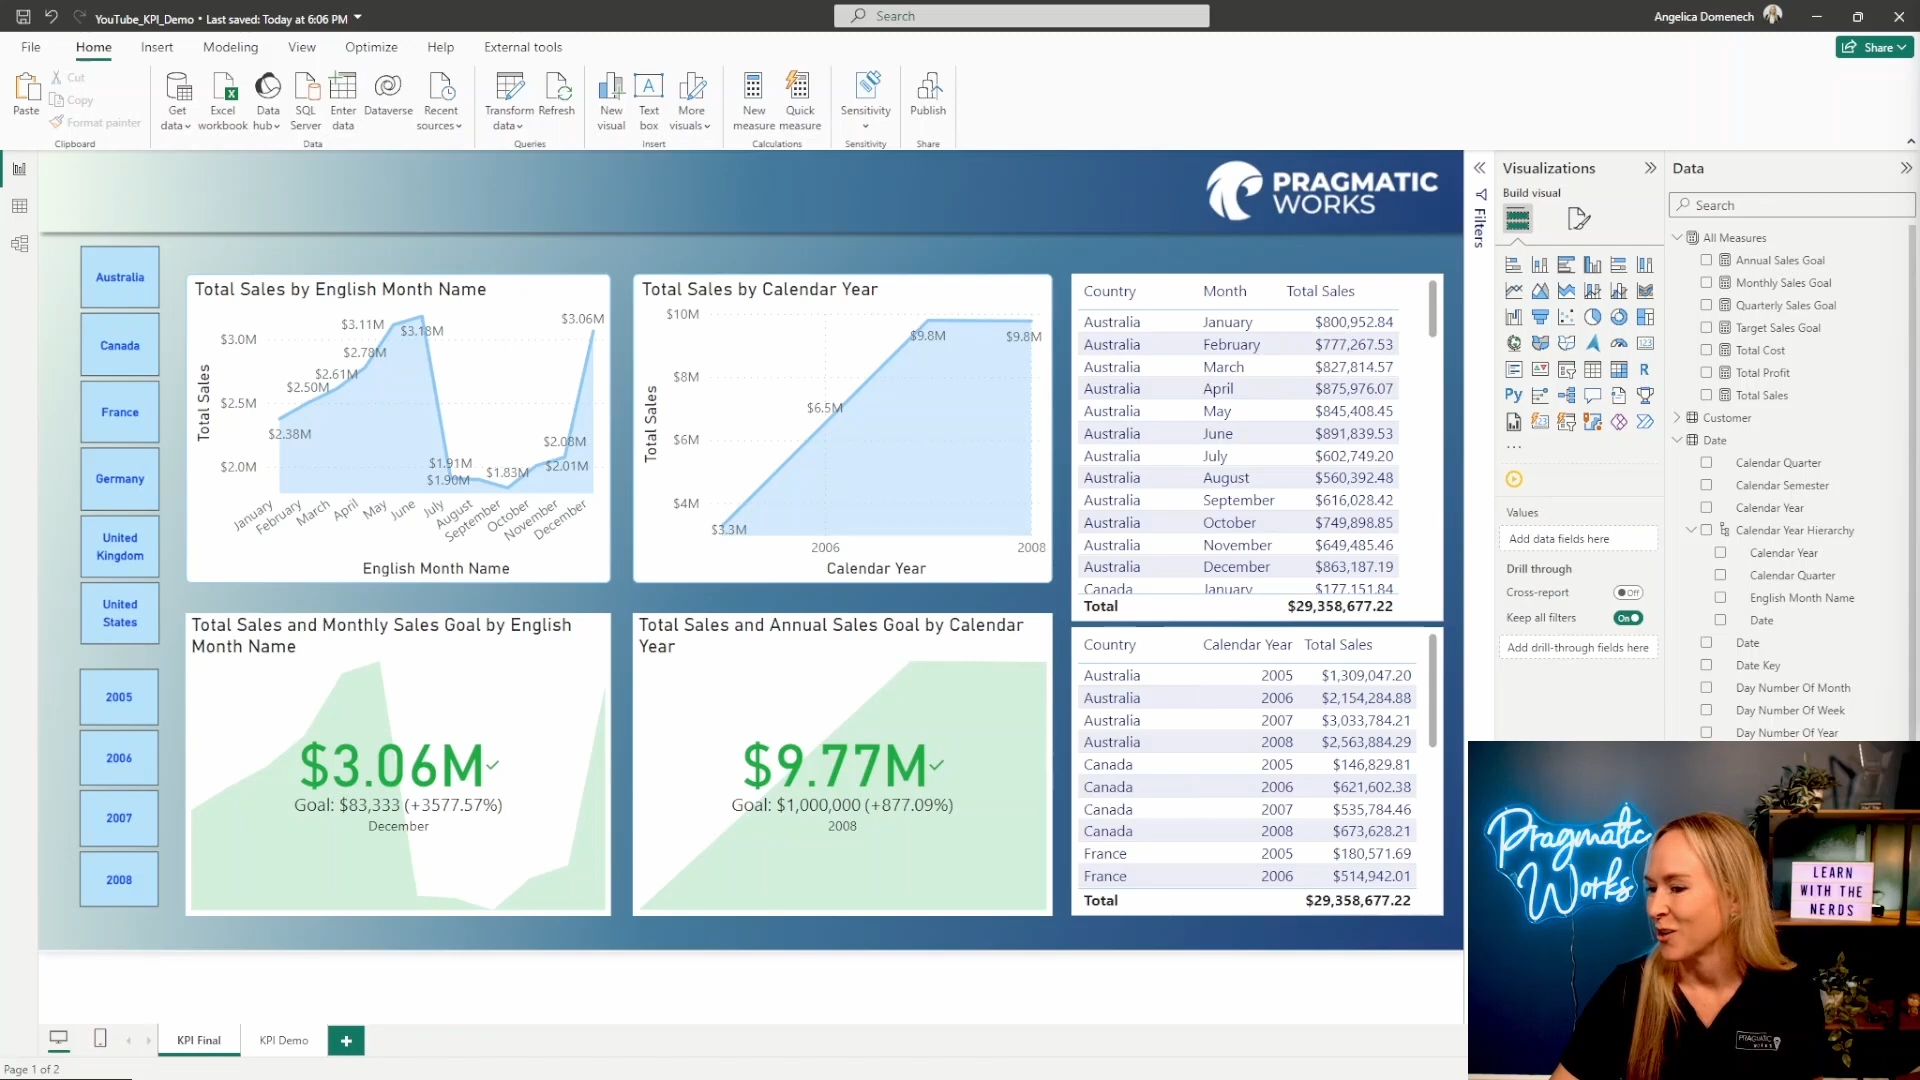 YouTube_KPI_Demo • Last saved: Today at 6:06 PM
Search
Angelica Domenech
File
Home
Insert
Modeling
View
Optimize
Help
External tools
Share
Paste
Cut
Copy
Format painter
Get data
Excel workbook
Data hub
SQL Server
Enter data
Dataverse
Recent sources
Transform data
Refresh
New visual
Text box
More visuals
New measure
Quick measure
Sensitivity
Publish
Clipboard
Data
Queries
Insert
Calculations
Sensitivity
Share
PRAGMATIC
WORKS
Australia
Canada
France
Germany
United
Kingdom
United
States
2005
2006
2007
2008
Total Sales by English Month Name
Total Sales
$3.0M
$2.5M
$2.0M
$2.38M
$2.50M
$2.61M
$2.78M
$3.11M
$3.18M
$1.91M
$1.90M
$1.83M
$2.01M
$2.08M
$3.06M
January
February
March
April
May
June
July
August
September
October
November
December
English Month Name
Total Sales by Calendar Year
Total Sales
$10M
$8M
$6M
$4M
$3.3M
$6.5M
$9.8M
$9.8M
2006
2008
Calendar Year
Total Sales and Monthly Sales Goal by English
Month Name
$3.06M
Goal: $83,333 (+3577.57%)
December
Total Sales and Annual Sales Goal by Calendar
Year
$9.77M
Goal: $1,000,000 (+877.09%)
2008
Country Month Total Sales
Australia January $800,952.84
Australia February $777,267.53
Australia March $827,814.57
Australia April $875,976.07
Australia May $845,408.45
Australia June $891,839.53
Australia July $602,749.20
Australia August $560,392.48
Australia September $616,028.42
Australia October $749,898.85
Australia November $649,485.46
Australia December $863,187.19
Canada January $177,151.84
Total $29,358,677.22
Country Calendar Year Total Sales
Australia 2005 $1,309,047.20
Australia 2006 $2,154,284.88
Australia 2007 $3,033,784.21
Australia 2008 $2,563,884.29
Canada 2005 $146,829.81
Canada 2006 $621,602.38
Canada 2007 $535,784.46
Canada 2008 $673,628.21
France 2005 $180,571.69
France 2006 $514,942.01
Total $29,358,677.22
Filters
Visualizations
Build visual
R
Py
123
...
Values
Add data fields here
Drill through
Cross-report
Off
Keep all filters
On
Add drill-through fields here
Data
Search
All Measures
Annual Sales Goal
Monthly Sales Goal
Quarterly Sales Goal
Target Sales Goal
Total Cost
Total Profit
Total Sales
Customer
Date
Calendar Quarter
Calendar Semester
Calendar Year
Calendar Year Hierarchy
Calendar Year
Calendar Quarter
English Month Name
Date
Date
Date Key
Day Number Of Month
Day Number Of Week
Day Number Of Year
Pragmatic
Works
LEARN
WITH THE
NERDS
PRAGMATIC
WORKS
KPI Final
KPI Demo
Page 1 of 2